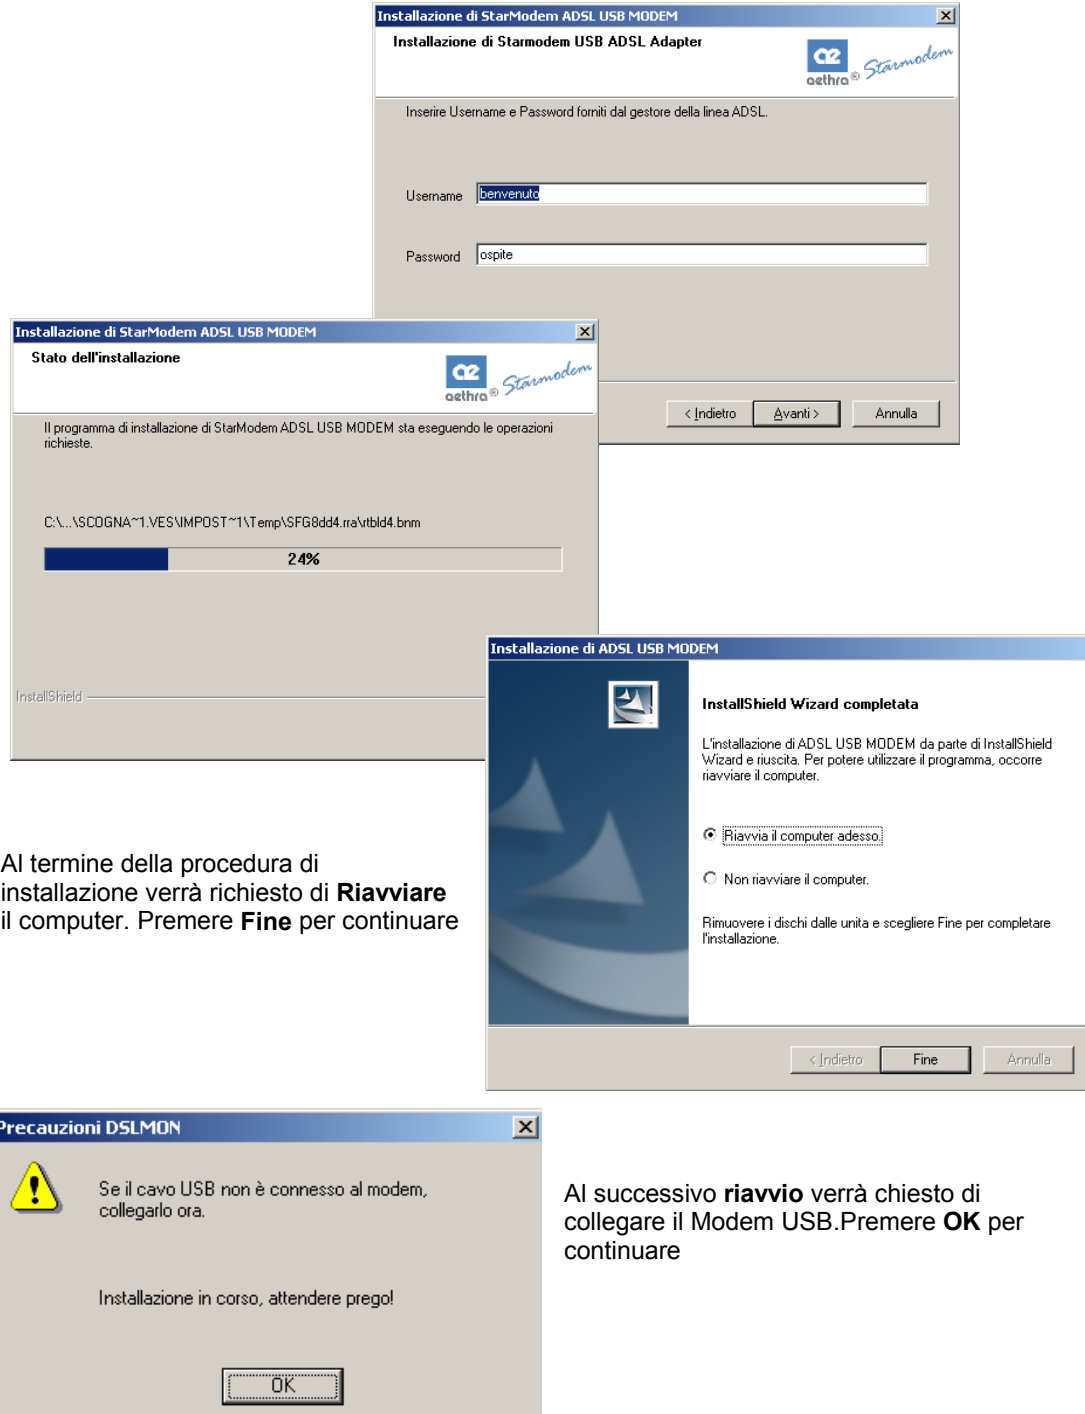 Installazione di StarModem ADSL USB MODEM
Installazione di Starmodem USB ADSL Adapter
aethra® Starmodem
Inserire Username e Password forniti dal gestore della linea ADSL.
Username benvenuto
Password ospite
< Indietro Avanti > Annulla
Installazione di StarModem ADSL USB MODEM
Stato dell'installazione
aethra® Starmodem
Il programma di installazione di StarModem ADSL USB MODEM sta eseguendo le operazioni
richieste.
C:\...\SCOGNA~1.VES\IMPOST~1\Temp\SFG8dd4.rra\rtbld4.bnm
24%
InstallShield
Installazione di ADSL USB MODEM
InstallShield Wizard completata
L'installazione di ADSL USB MODEM da parte di InstallShield
Wizard e riuscita. Per potere utilizzare il programma, occorre
riavviare il computer.
Riavvia il computer adesso.
Non riavviare il computer.
Rimuovere i dischi dalle unita e scegliere Fine per completare
l'installazione.
< Indietro Fine Annulla
Al termine della procedura di
installazione verrà richiesto di Riavviare
il computer. Premere Fine per continuare
Precauzioni DSLMON
Se il cavo USB non è connesso al modem,
collegarlo ora.
Installazione in corso, attendere prego!
OK
Al successivo riavvio verrà chiesto di
collegare il Modem USB.Premere OK per
continuare